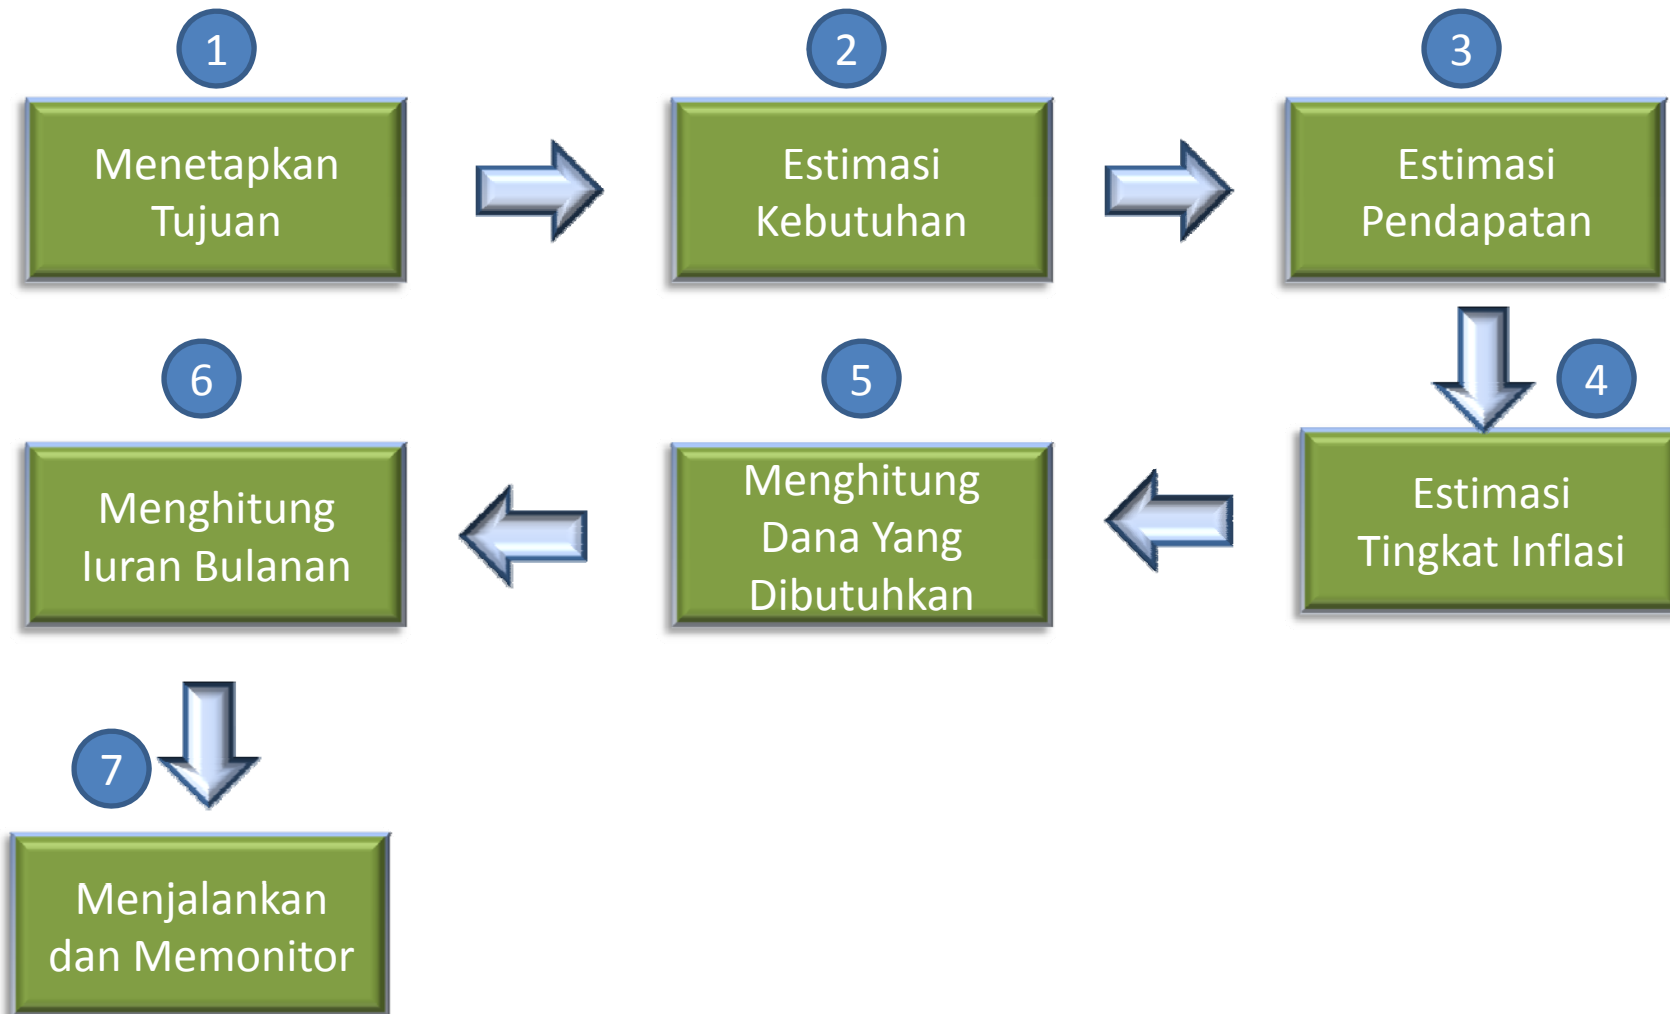 1
Menetapkan
Tujuan
2
Estimasi
Kebutuhan
3
Estimasi
Pendapatan
4
Estimasi
Tingkat Inflasi
5
Menghitung
Dana Yang
Dibutuhkan
6
Menghitung
Iuran Bulanan
7
Menjalankan
dan Memonitor